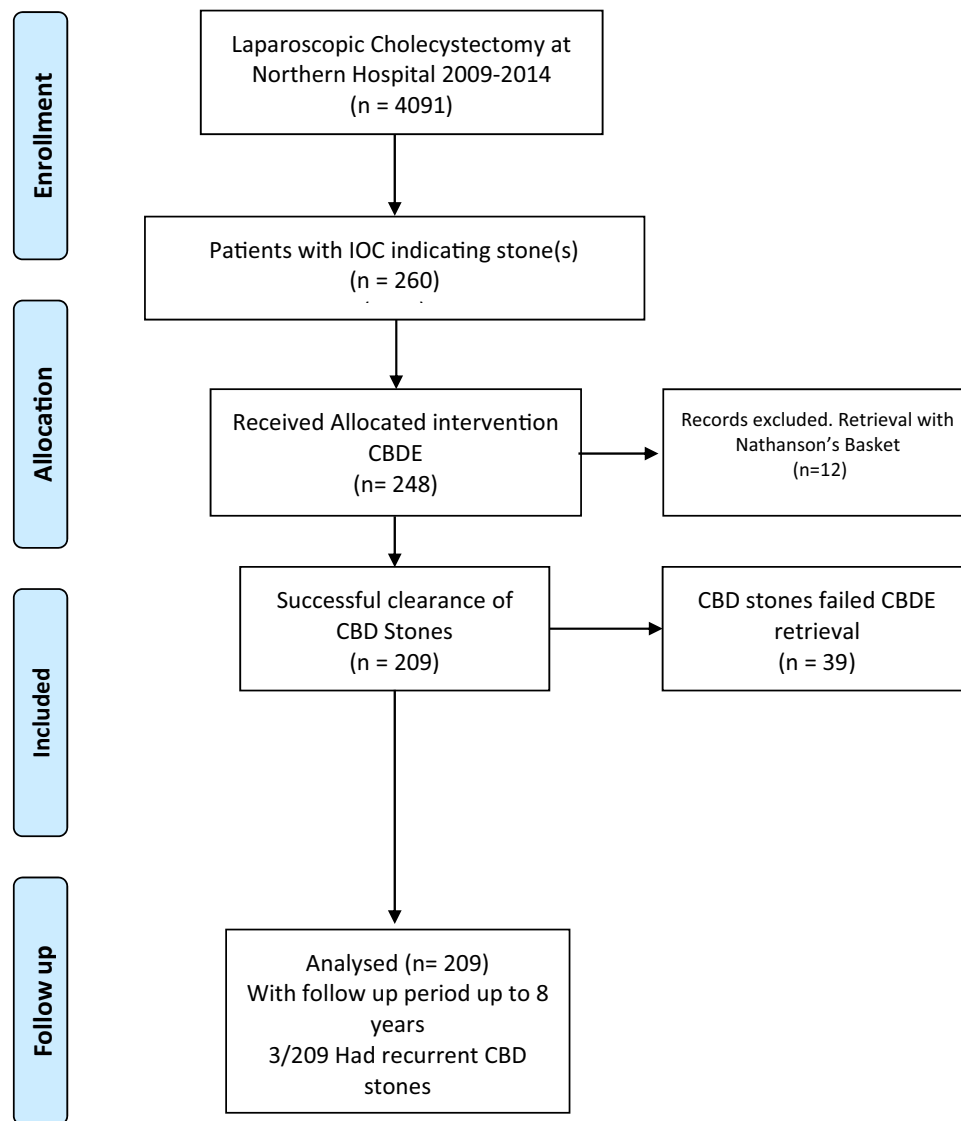 Enrollment
Laparoscopic Cholecystectomy at
Northern Hospital 2009-2014
(n = 4091)
Patients with IOC indicating stone(s)
(n = 260)
Allocation
Received Allocated intervention
CBDE
(n= 248)
Records excluded. Retrieval with
Nathanson's Basket
(n=12)
Included
Successful clearance of
CBD Stones
(n = 209)
CBD stones failed CBDE
retrieval
(n = 39)
Follow up
Analysed (n= 209)
With follow up period up to 8
years
3/209 Had recurrent CBD
stones